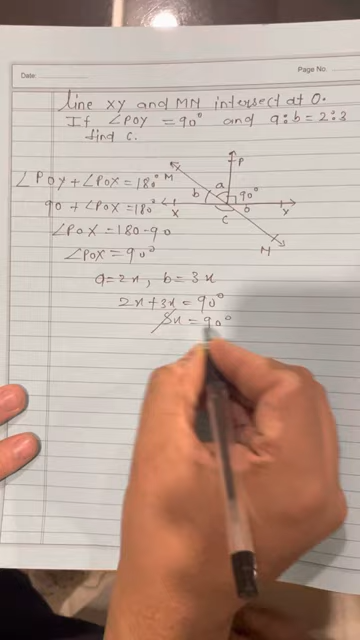 Date: Page No.
Line XY and MN intersect at O.
If ∠POY = 90° and a:b = 2:3
find c.
∠POY + ∠POX = 180°
90 + ∠POX = 180°
∠POX = 180 - 90
∠POX = 90°
a = 2x, b = 3x
2x + 3x = 90°
5x = 90°
M
P
a
b
90°
X
O
Y
C
N